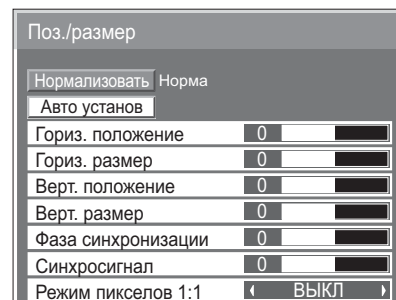 Поз./размер
Нормализовать Норма
Авто установ
Гориз. положение 0
Гориз. размер 0
Верт. положение 0
Верт. размер 0
Фаза синхронизации 0
Синхросигнал 0
Режим пикселов 1:1 ВЫКЛ